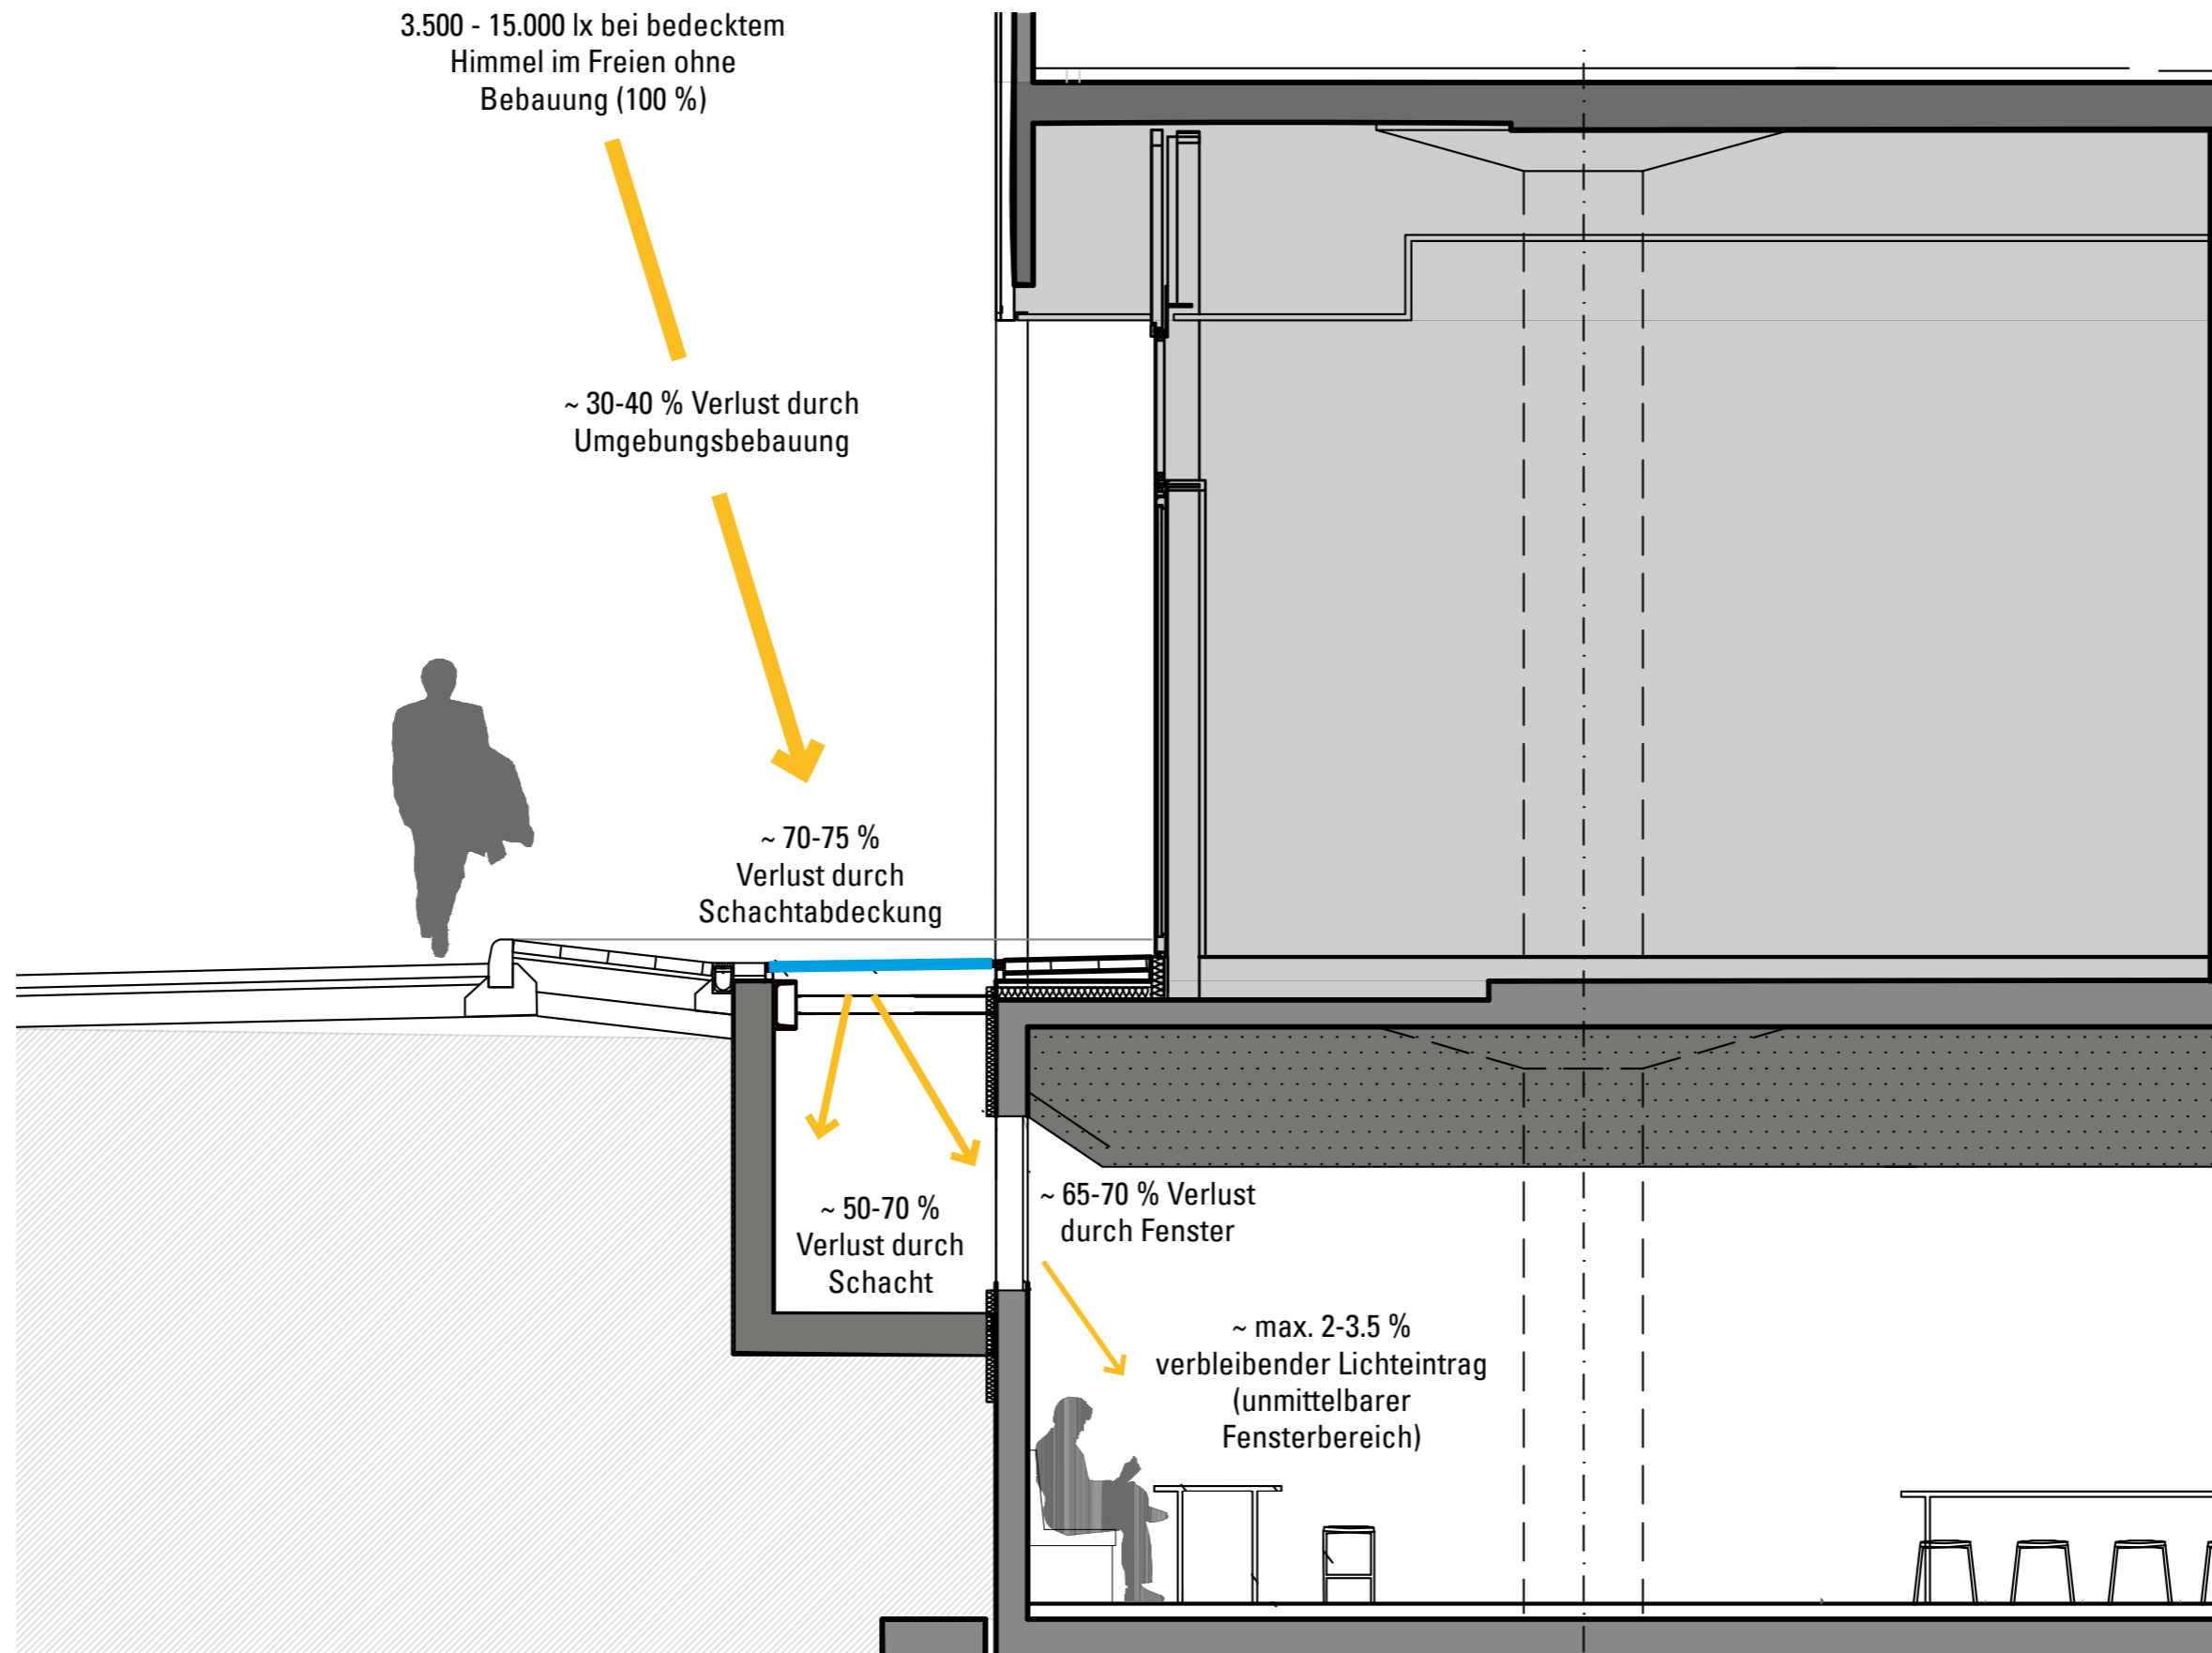 3.500 - 15.000 lx bei bedecktem
Himmel im Freien ohne
Bebauung (100 %)
~ 30-40 % Verlust durch
Umgebungsbebauung
~ 70-75 %
Verlust durch
Schachtabdeckung
~ 50-70 %
Verlust durch
Schacht
~ 65-70 % Verlust
durch Fenster
~ max. 2-3.5 %
verbleibender Lichteintrag
(unmittelbarer
Fensterbereich)